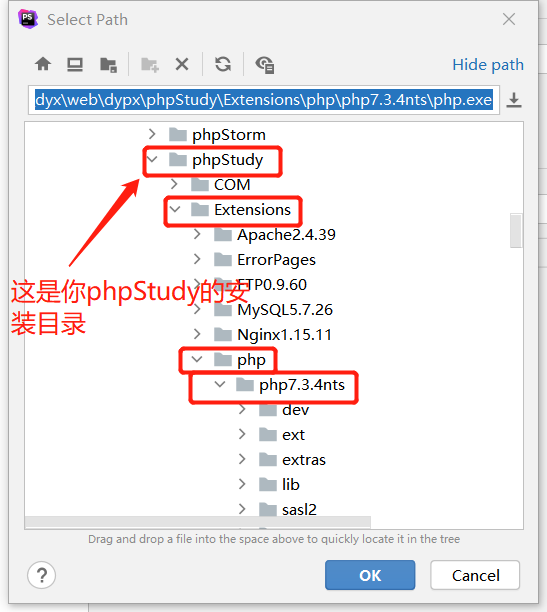 PS Select Path
Hide path
dyx\web\dypx\phpStudy\Extensions\php\php7.3.4nts\php.exe
phpStorm
phpStudy
COM
Extensions
Apache2.4.39
ErrorPages
这是你phpStudy的安
FTP0.9.60
装目录
MySQL5.7.26
Nginx1.15.11
php
php7.3.4nts
dev
ext
extras
lib
sasl2
Drag and drop a file into the space above to quickly locate it in the tree
?
OK
Cancel